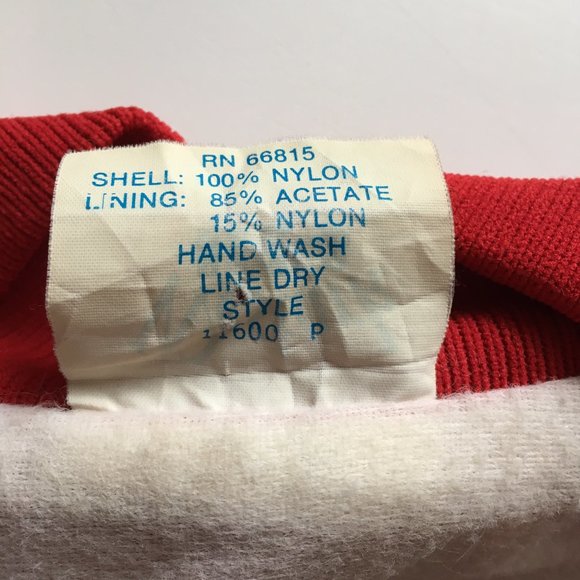 RN 66815
SHELL: 100% NYLON
LINING: 85% ACETATE
15% NYLON
HAND WASH
LINE DRY
STYLE
11600 P